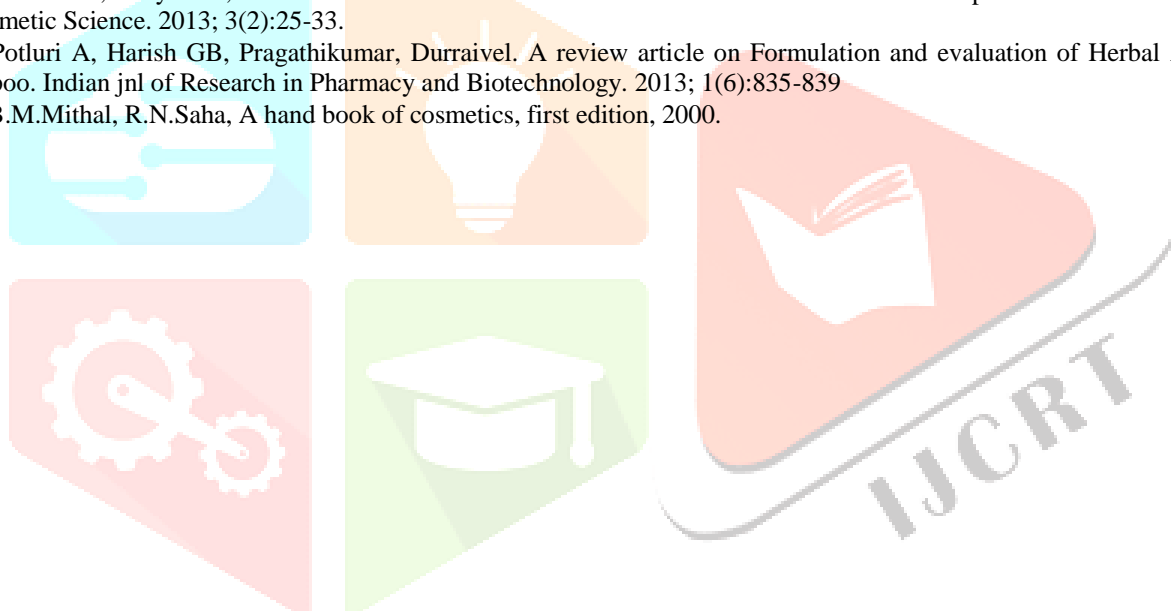 metic Science. 2013; 3(2):25-33.
Potluri A, Harish GB, Pragathikumar, Durraivel. A review article on Formulation and evaluation of Herbal
oo. Indian jnl of Research in Pharmacy and Biotechnology. 2013; 1(6):835-839
B.M.Mithal, R.N.Saha, A hand book of cosmetics, first edition, 2000.
IJCRT